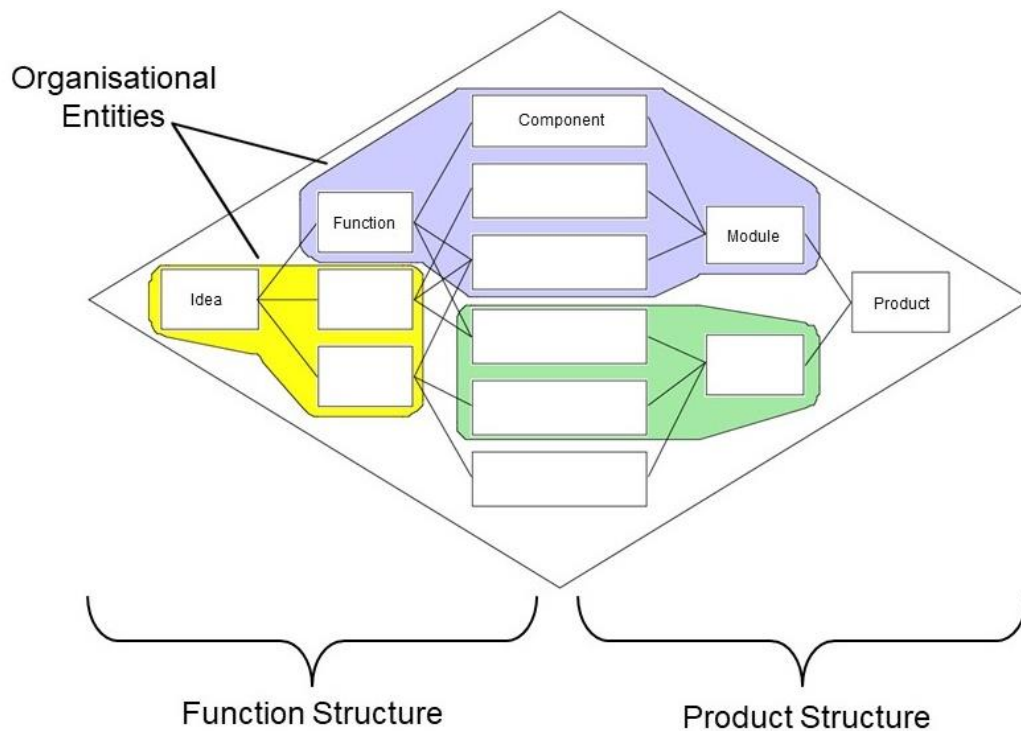 Organisational
Entities
Component
Function
Module
Idea
Product
Function Structure
Product Structure